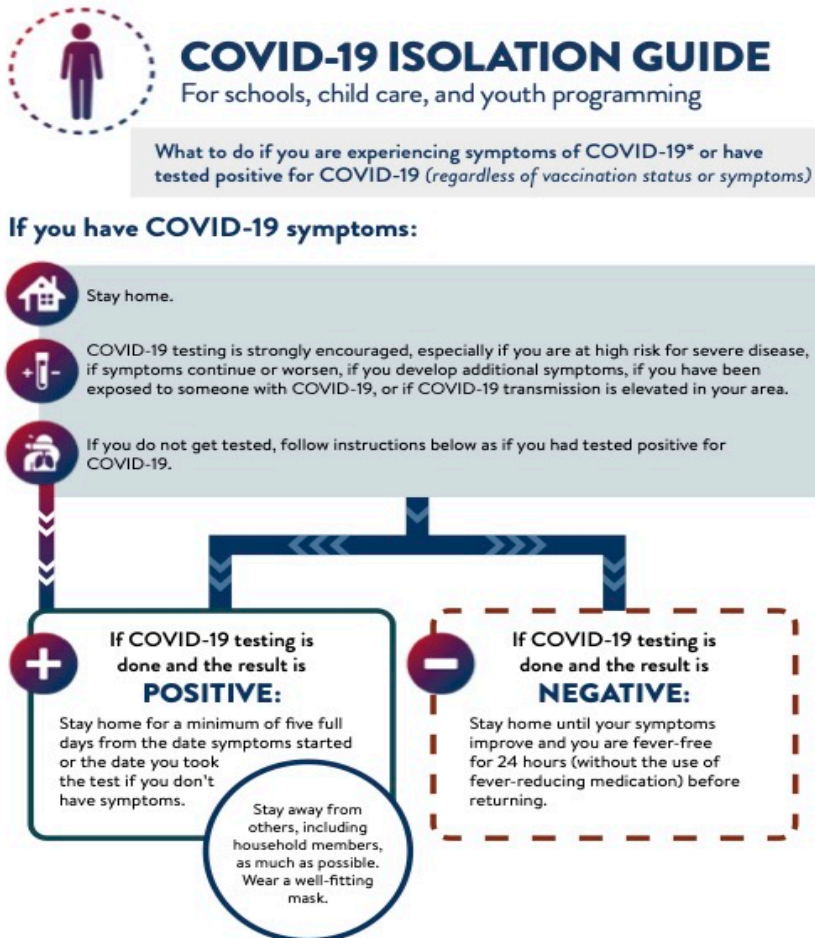 COVID-19 ISOLATION GUIDE
For schools, child care, and youth programming
What to do if you are experiencing symptoms of COVID-19* or have
tested positive for COVID-19 (regardless of vaccination status or symptoms)
If you have COVID-19 symptoms:
Stay home.
COVID-19 testing is strongly encouraged, especially if you are at high risk for severe disease,
if symptoms continue or worsen, if you develop additional symptoms, if you have been
exposed to someone with COVID-19, or if COVID-19 transmission is elevated in your area.
If you do not get tested, follow instructions below as if you had tested positive for
COVID-19.
If COVID-19 testing is
done and the result is
POSITIVE:
Stay home for a minimum of five full
days from the date symptoms started
or the date you took
the test if you don't
have symptoms.
Stay away from
others, including
household members,
as much as possible.
Wear a well-fitting
mask.
If COVID-19 testing is
done and the result is
NEGATIVE:
Stay home until your symptoms
improve and you are fever-free
for 24 hours (without the use of
fever-reducing medication) before
returning.